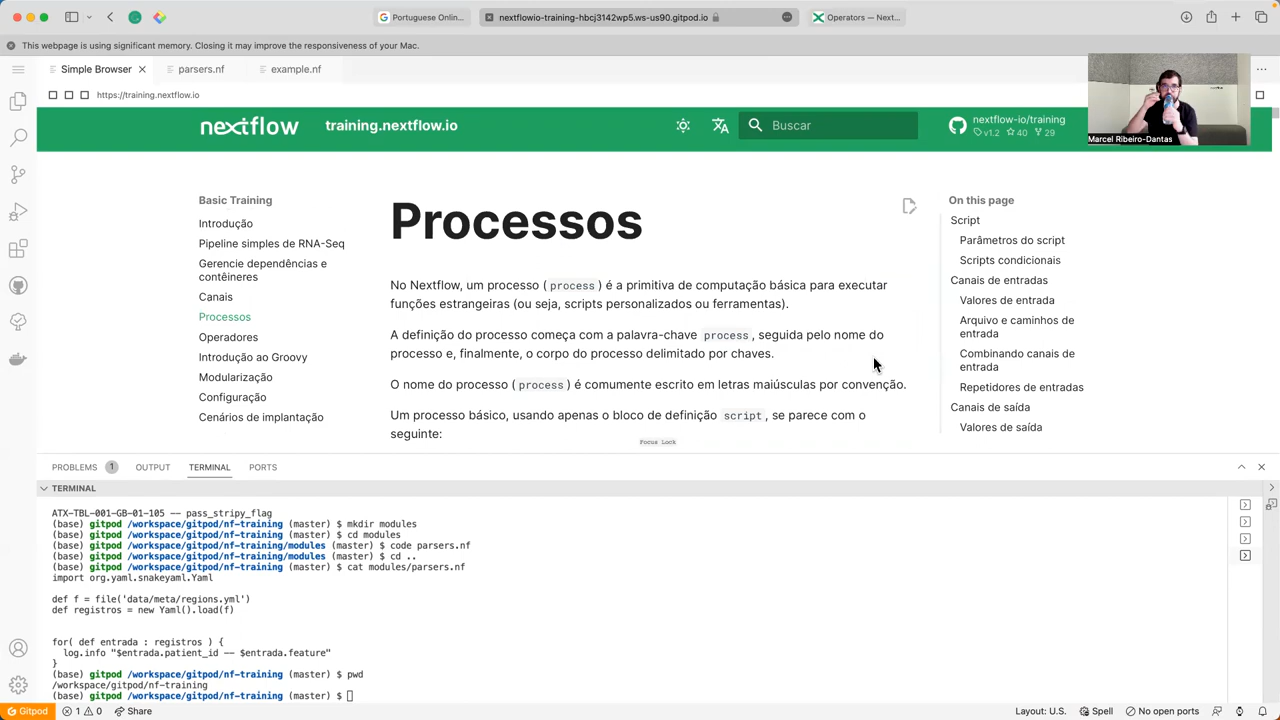 Portuguese Onlin...
nextflowio-training-hbcj3142wp5.ws-us90.gitpod.io
Operators — Next...
This webpage is using significant memory. Closing it may improve the responsiveness of your Mac.
Simple Browser
parsers.nf
example.nf
https://training.nextflow.io
nextflow
training.nextflow.io
Buscar
nextflow-io/training
v1.2 40 29
Marcel Ribeiro-Dantas
Basic Training
Introdução
Pipeline simples de RNA-Seq
Gerencie dependências e
contêineres
Canais
Processos
Operadores
Introdução ao Groovy
Modularização
Configuração
Cenários de implantação
Processos
No Nextflow, um processo ( process ) é a primitiva de computação básica para executar
funções estrangeiras (ou seja, scripts personalizados ou ferramentas).
A definição do processo começa com a palavra-chave process , seguida pelo nome do
processo e, finalmente, o corpo do processo delimitado por chaves.
O nome do processo ( process ) é comumente escrito em letras maiúsculas por convenção.
Um processo básico, usando apenas o bloco de definição script , se parece com o
seguinte:
Focus Lock
On this page
Script
Parâmetros do script
Scripts condicionais
Canais de entradas
Valores de entrada
Arquivo e caminhos de
entrada
Combinando canais de
entrada
Repetidores de entradas
Canais de saída
Valores de saída
PROBLEMS 1 OUTPUT TERMINAL PORTS
TERMINAL
ATX-TBL-001-GB-01-105 -- pass_stripy_flag
(base) gitpod /workspace/gitpod/nf-training (master) $ mkdir modules
(base) gitpod /workspace/gitpod/nf-training (master) $ cd modules
(base) gitpod /workspace/gitpod/nf-training/modules (master) $ code parsers.nf
(base) gitpod /workspace/gitpod/nf-training/modules (master) $ cd ..
(base) gitpod /workspace/gitpod/nf-training (master) $ cat modules/parsers.nf
import org.yaml.snakeyaml.Yaml
def f = file('data/meta/regions.yml')
def registros = new Yaml().load(f)
for( def entrada : registros ) {
log.info "$entrada.patient_id -- $entrada.feature"
}
(base) gitpod /workspace/gitpod/nf-training (master) $ pwd
/workspace/gitpod/nf-training
(base) gitpod /workspace/gitpod/nf-training (master) $
Gitpod 1 0 Share Layout: U.S. Spell No open ports